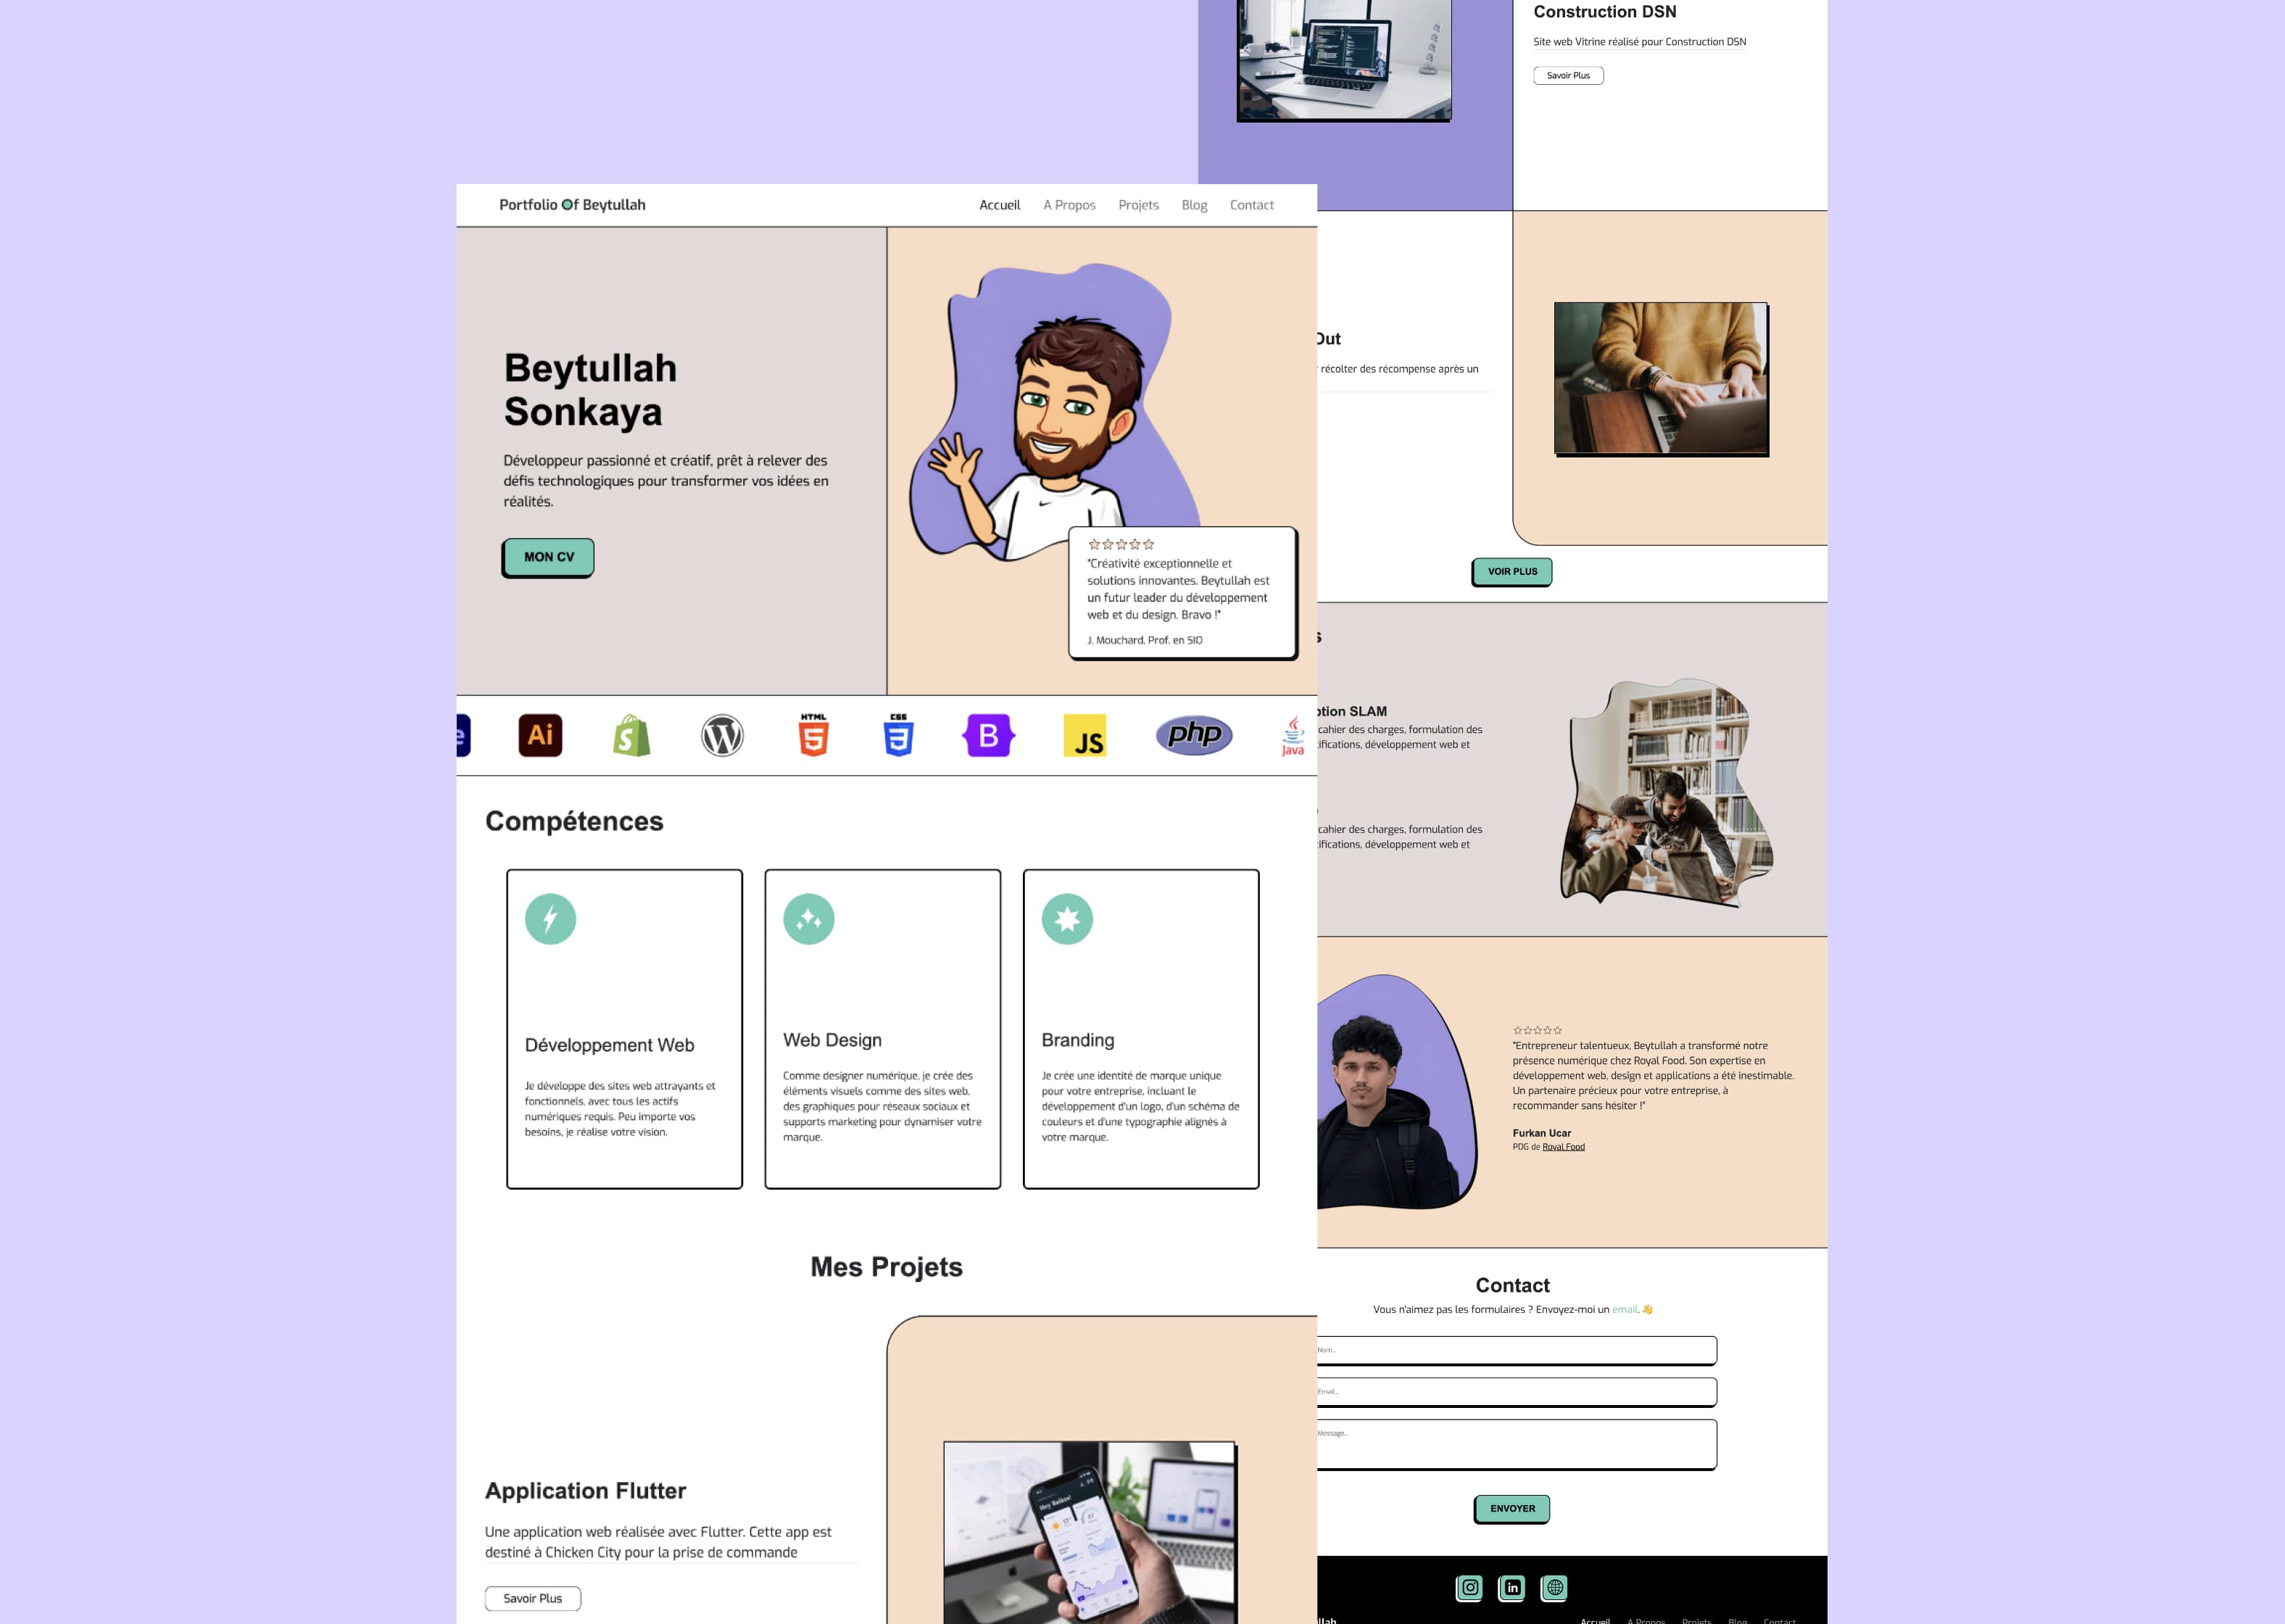 Portfolio Of Beytullah
Accueil A Propos Projets Blog Contact
Beytullah
Sonkaya
Développeur passionné et créatif, prêt à relever des
défis technologiques pour transformer vos idées en
réalités.
MON CV
"Créativité exceptionnelle et
solutions innovantes. Beytullah est
un futur leader du développement
web et du design. Bravo !"
J. Mouchard, Prof. en SIO
e
Ai
S
W
HTML
5
CSS
3
B
JS
php
Java
Compétences
Développement Web
Je développe des sites web attrayants et
fonctionnels, avec tous les actifs
numériques requis. Peu importe vos
besoins, je réalise votre vision.
Web Design
Comme designer numérique, je crée des
éléments visuels comme des sites web,
des graphiques pour réseaux sociaux et
supports marketing pour dynamiser votre
marque.
Branding
Je crée une identité de marque unique
pour votre entreprise, incluant le
développement d'un logo, d'un schéma de
couleurs et d'une typographie alignés à
votre marque.
Mes Projets
Application Flutter
Une application web réalisée avec Flutter. Cette app est
destiné à Chicken City pour la prise de commande
Savoir Plus
Construction DSN
Site web Vitrine réalisé pour Construction DSN
Savoir Plus
Out
récolter des récompense après un
VOIR PLUS
s
ption SLAM
cahier des charges, formulation des
ifications, développement web et
cahier des charges, formulation des
ifications, développement web et
"Entrepreneur talentueux, Beytullah a transformé notre
présence numérique chez Royal Food. Son expertise en
développement web, design et applications a été inestimable.
Un partenaire précieux pour votre entreprise, à
recommander sans hésiter !"
Furkan Ucar
PDG de Royal Food
Contact
Vous n'aimez pas les formulaires ? Envoyez-moi un email. 👋
Nom...
Email...
Message...
ENVOYER
in
llah
Accueil A Propos Projets Blog Contact